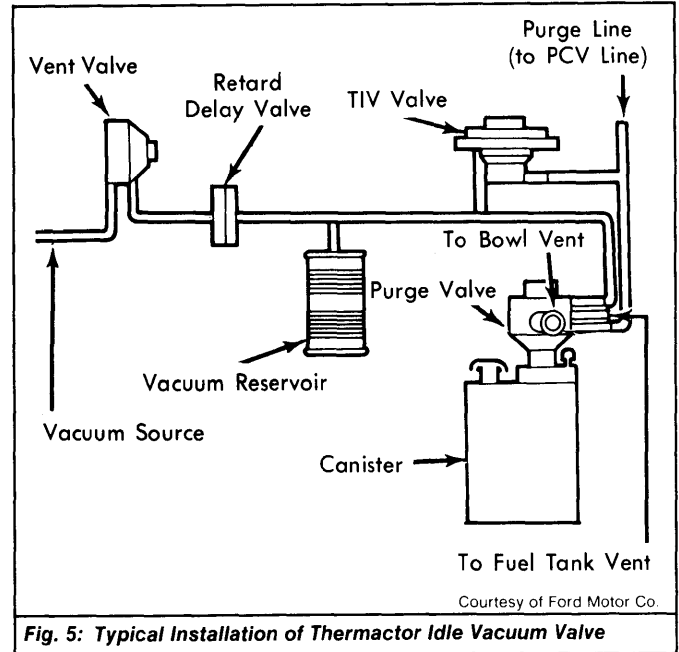 Purge Line
(to PCV Line)
Vent Valve
Retard
Delay Valve
TIV Valve
To Bowl Vent
Purge Valve
Vacuum Reservoir
Vacuum Source
Canister
To Fuel Tank Vent
Courtesy of Ford Motor Co.
Fig. 5: Typical Installation of Thermactor Idle Vacuum Valve